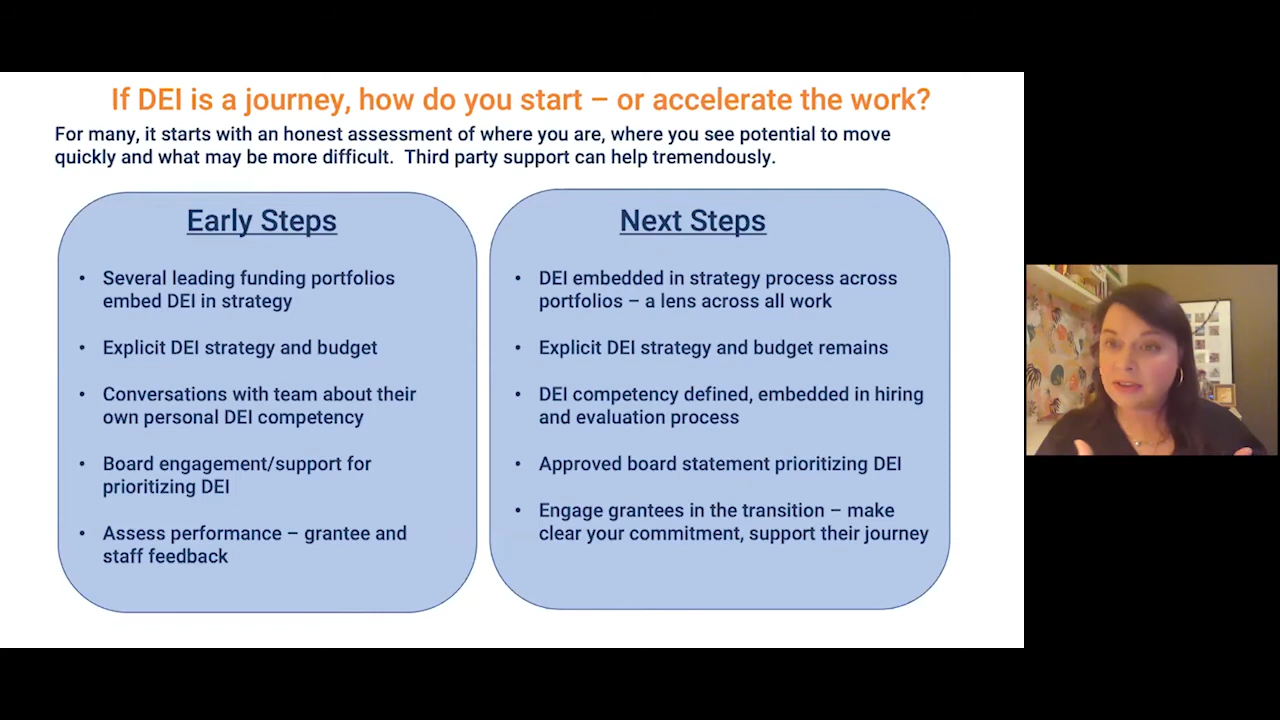 If DEI is a journey, how do you start – or accelerate the work?
For many, it starts with an honest assessment of where you are, where you see potential to move
quickly and what may be more difficult.  Third party support can help tremendously.
Early Steps
• Several leading funding portfolios
embed DEI in strategy
• Explicit DEI strategy and budget
• Conversations with team about their
own personal DEI competency
• Board engagement/support for
prioritizing DEI
• Assess performance – grantee and
staff feedback
Next Steps
• DEI embedded in strategy process across
portfolios – a lens across all work
• Explicit DEI strategy and budget remains
• DEI competency defined, embedded in hiring
and evaluation process
• Approved board statement prioritizing DEI
• Engage grantees in the transition – make
clear your commitment, support their journey